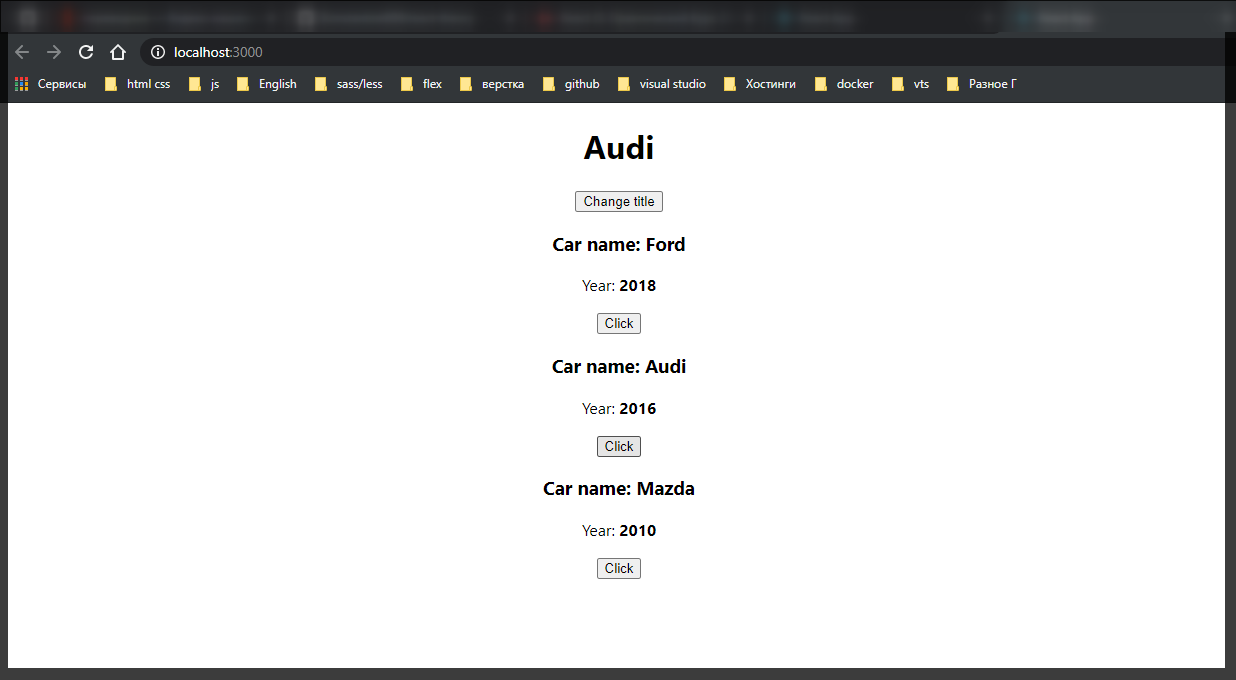 localhost:3000
Сервисы html css js English sass/less flex верстка github visual studio Хостинги docker vts Разное Г
Audi
Change title
Car name: Ford
Year: 2018
Click
Car name: Audi
Year: 2016
Click
Car name: Mazda
Year: 2010
Click